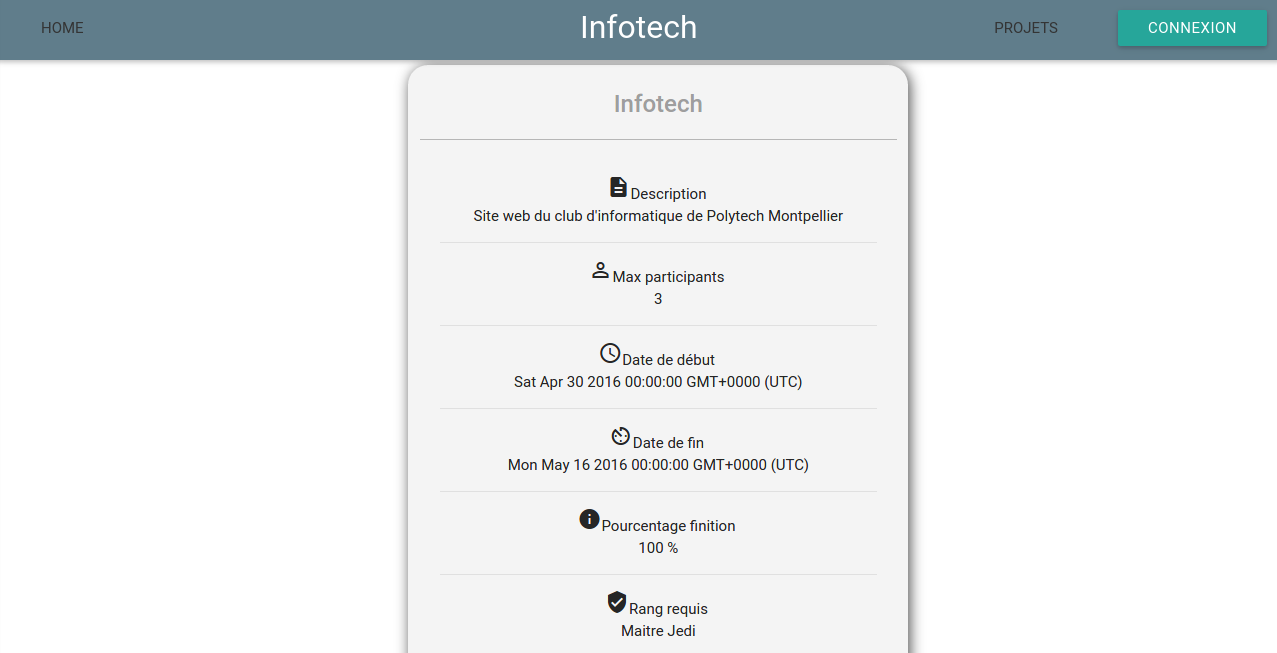 HOME
Infotech
PROJETS
CONNEXION
Infotech
Description
Site web du club d'informatique de Polytech Montpellier
Max participants
3
Date de début
Sat Apr 30 2016 00:00:00 GMT+0000 (UTC)
Date de fin
Mon May 16 2016 00:00:00 GMT+0000 (UTC)
Pourcentage finition
100 %
Rang requis
Maitre Jedi